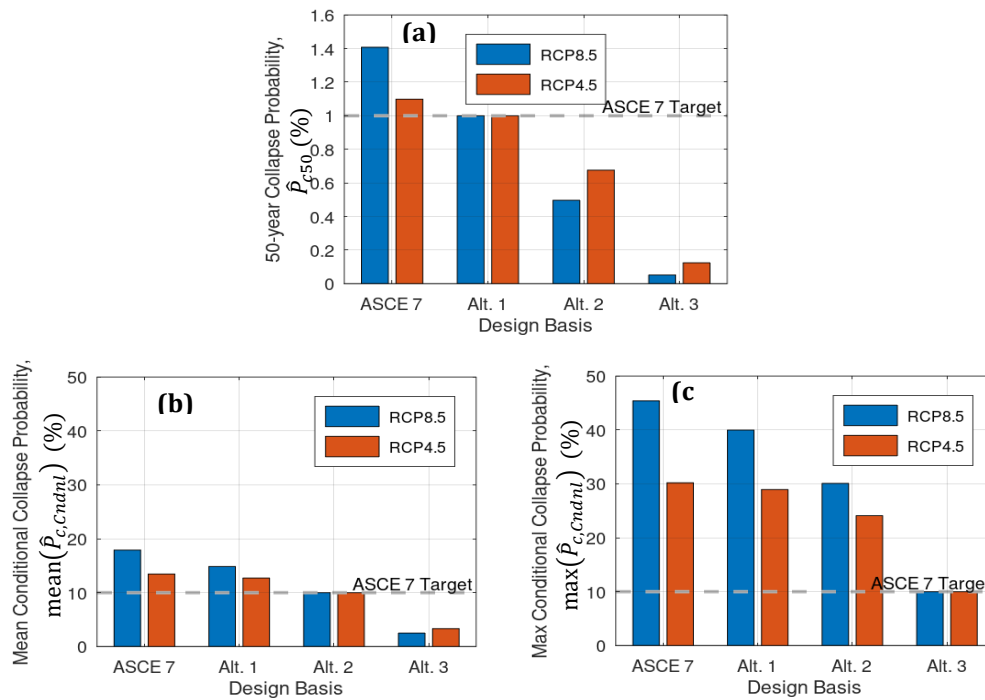 (a)
50-year Collapse Probability,
P̂c50 (%)
1.6
1.4
1.2
1
0.8
0.6
0.4
0.2
0
RCP8.5
RCP4.5
ASCE 7 Target
ASCE 7 Alt. 1 Alt. 2 Alt. 3
Design Basis
(b)
Mean Conditional Collapse Probability,
mean(P̂c,Cndnl) (%)
50
40
30
20
10
0
RCP8.5
RCP4.5
ASCE 7 Target
ASCE 7 Alt. 1 Alt. 2 Alt. 3
Design Basis
(c
Max Conditional Collapse Probability,
max(P̂c,Cndnl) (%)
50
40
30
20
10
0
RCP8.5
RCP4.5
ASCE 7 Targe
ASCE 7 Alt. 1 Alt. 2 Alt. 3
Design Basis